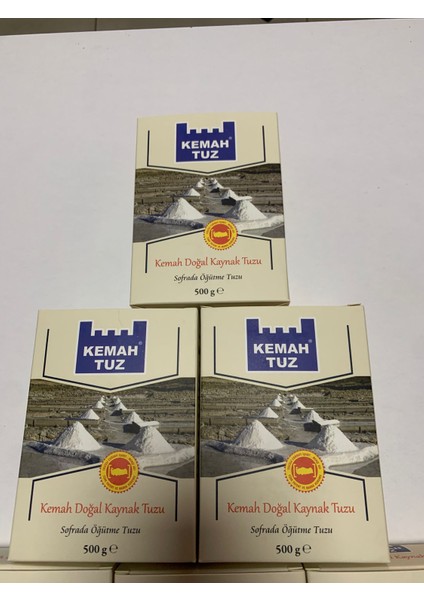 KEMAH®
TUZ
Kemah Doğal Kaynak Tuzu
Sofrada Öğütme Tuzu
500 g ℮
KEMAH®
TUZ
Kemah Doğal Kaynak Tuzu
Sofrada Öğütme Tuzu
500 g ℮
KEMAH®
TUZ
Kemah Doğal Kaynak Tuzu
Sofrada Öğütme Tuzu
500 g ℮